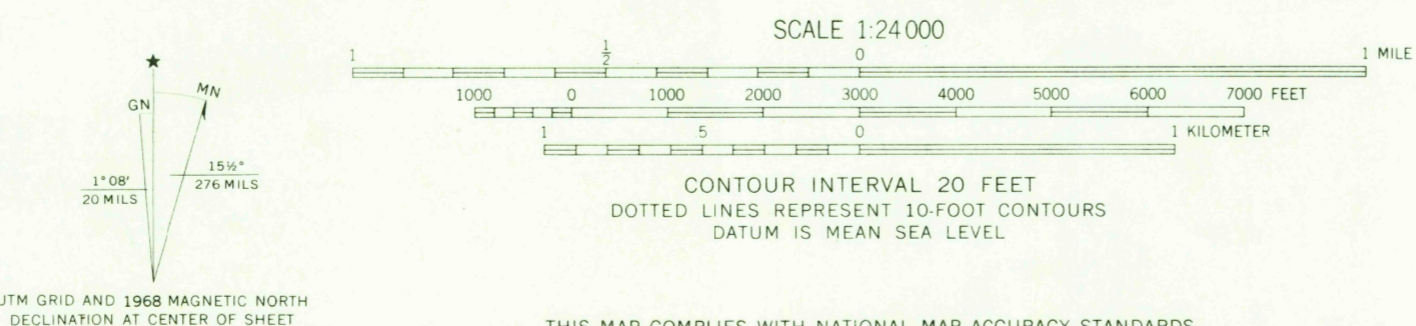 SCALE 1:24 000
1 ½ 0 1 MILE
1000 0 1000 2000 3000 4000 5000 6000 7000 FEET
1 .5 0 1 KILOMETER
CONTOUR INTERVAL 20 FEET
DOTTED LINES REPRESENT 10-FOOT CONTOURS
DATUM IS MEAN SEA LEVEL
★
GN
MN
1°08′
20 MILS
15½°
276 MILS
UTM GRID AND 1968 MAGNETIC NORTH
DECLINATION AT CENTER OF SHEET
THIS MAP COMPLIES WITH NATIONAL MAP ACCURACY STANDARDS